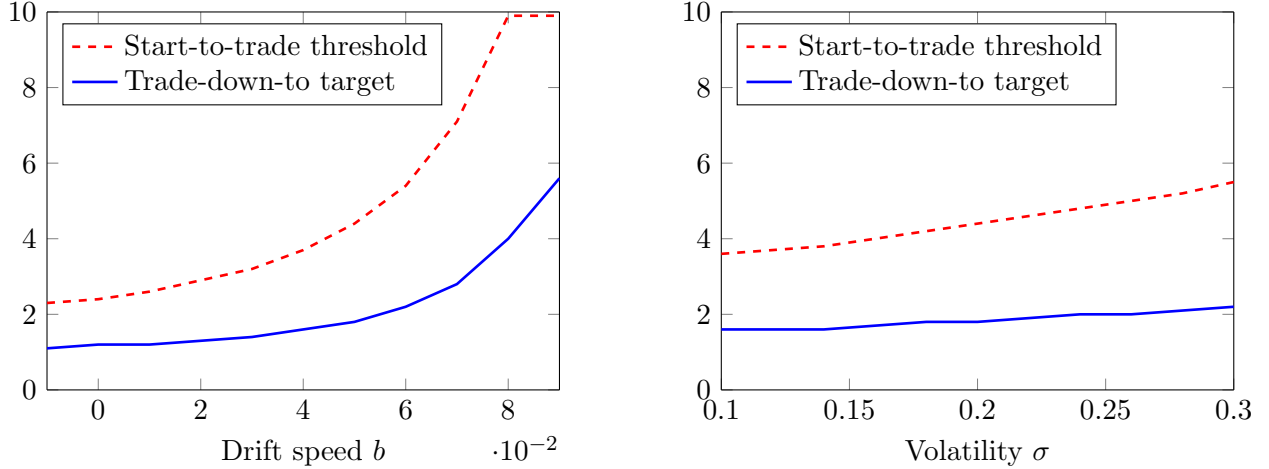 10
8
6
4
2
0
Start-to-trade threshold
Trade-down-to target
0 2 4 6 8
Drift speed b ·10⁻²
10
8
6
4
2
0
Start-to-trade threshold
Trade-down-to target
0.1 0.15 0.2 0.25 0.3
Volatility σ